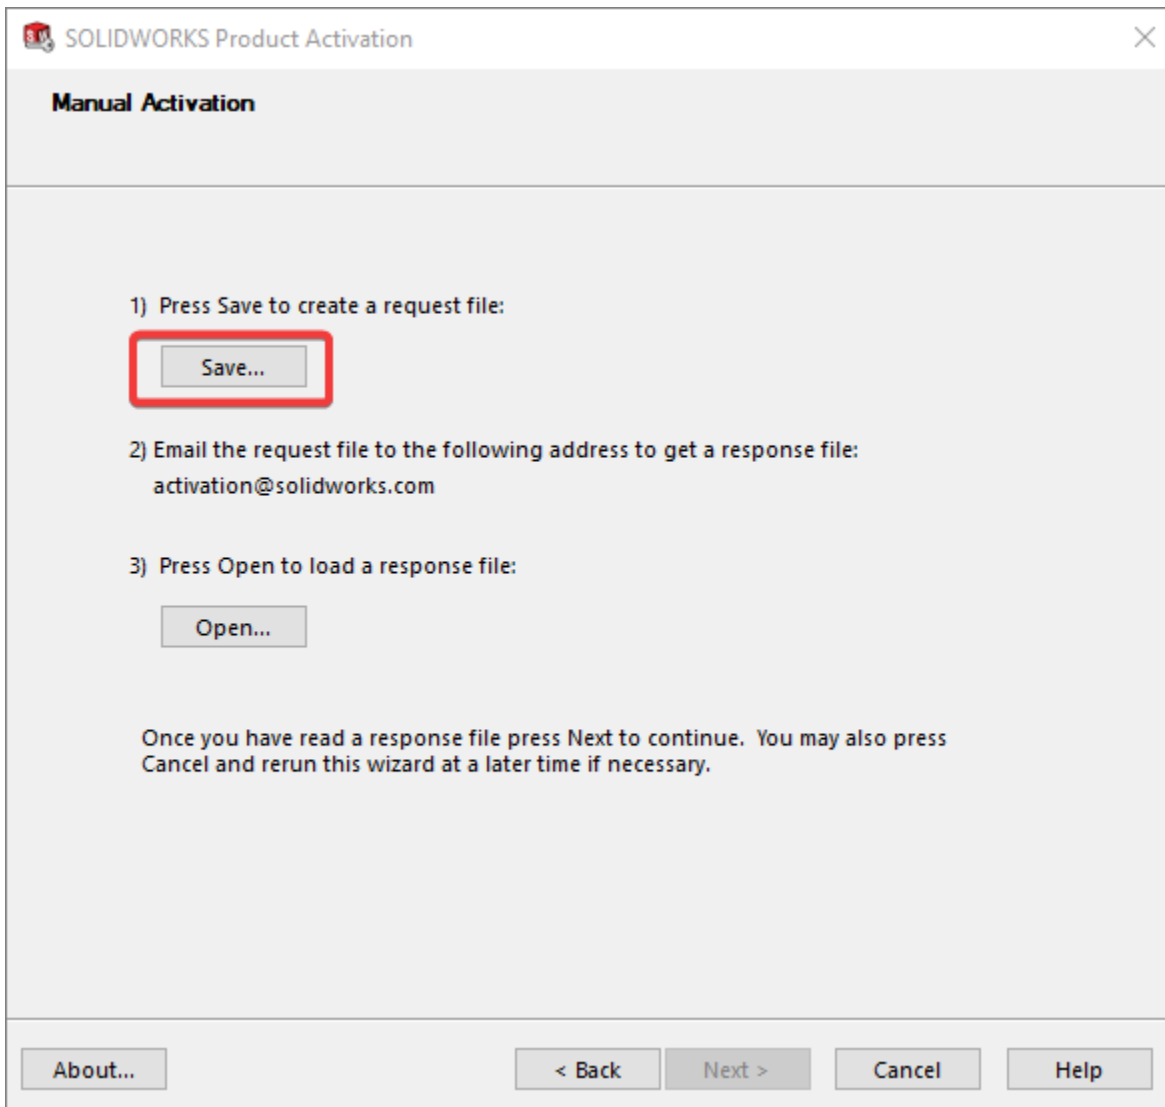 SOLIDWORKS Product Activation
Manual Activation
1) Press Save to create a request file:
Save...
2) Email the request file to the following address to get a response file:
activation@solidworks.com
3) Press Open to load a response file:
Open...
Once you have read a response file press Next to continue. You may also press
Cancel and rerun this wizard at a later time if necessary.
About...
< Back
Next >
Cancel
Help